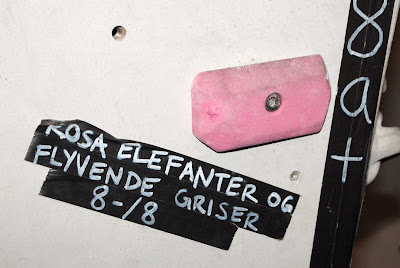 ROSA ELEFANTER OG
FLYVENDE GRISER
8-/8
8a+